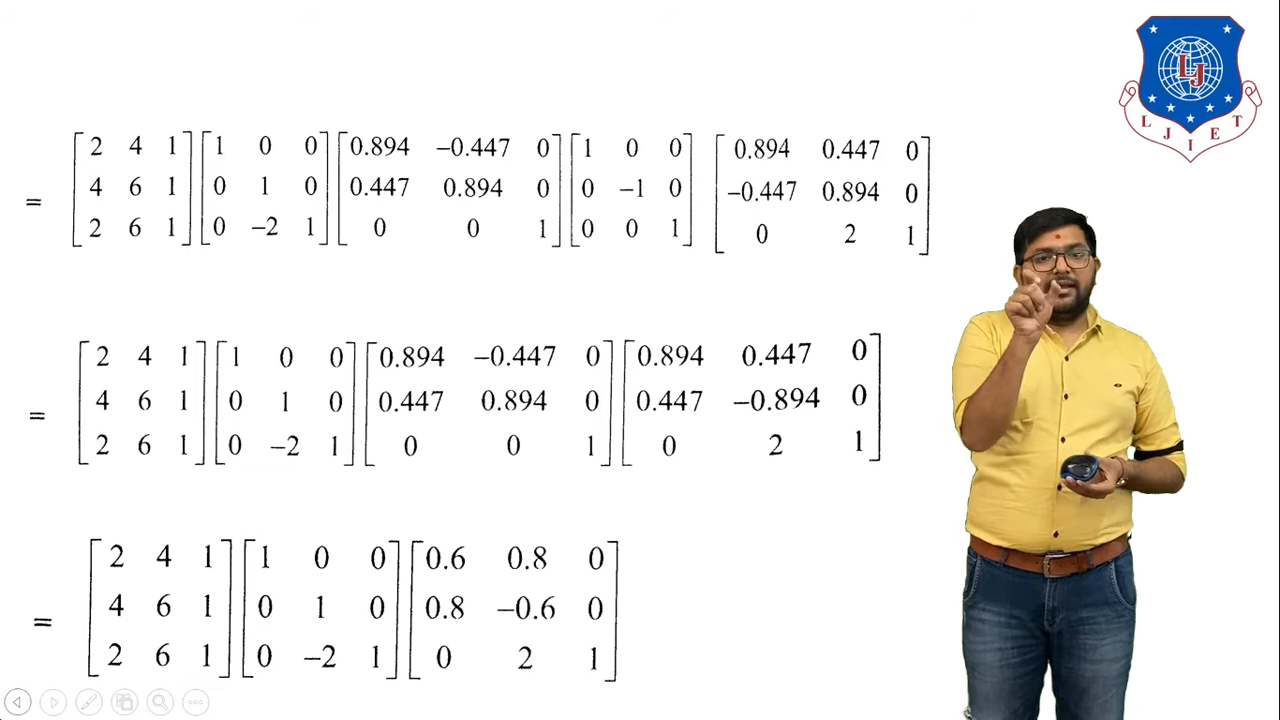 = [2 4 1] [1 0 0] [0.894 −0.447 0] [1 0 0] [0.894 0.447 0]
[4 6 1] [0 1 0] [0.447 0.894 0] [0 −1 0] [−0.447 0.894 0]
[2 6 1] [0 −2 1] [0 0 1] [0 0 1] [0 2 1]
= [2 4 1] [1 0 0] [0.894 −0.447 0] [0.894 0.447 0]
[4 6 1] [0 1 0] [0.447 0.894 0] [0.447 −0.894 0]
[2 6 1] [0 −2 1] [0 0 1] [0 2 1]
= [2 4 1] [1 0 0] [0.6 0.8 0]
[4 6 1] [0 1 0] [0.8 −0.6 0]
[2 6 1] [0 −2 1] [0 2 1]
LJ
L J I E T